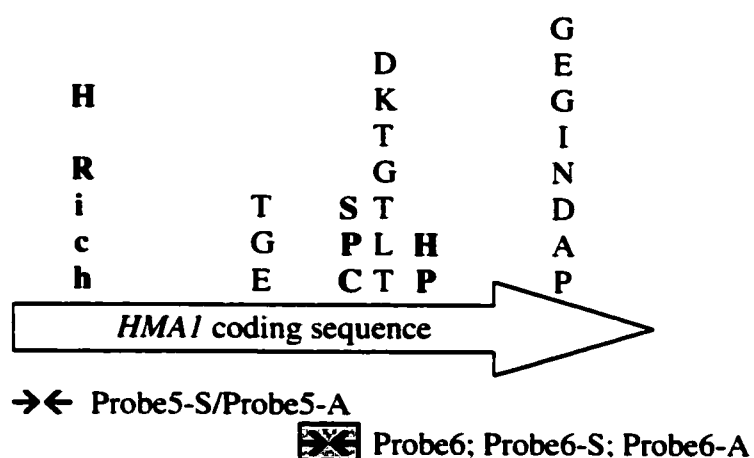 H Rich
TGE
SPC
DKTGTLT
HP
GEGINDAP
HMA1 coding sequence
Probe5-S/Probe5-A
Probe6; Probe6-S; Probe6-A